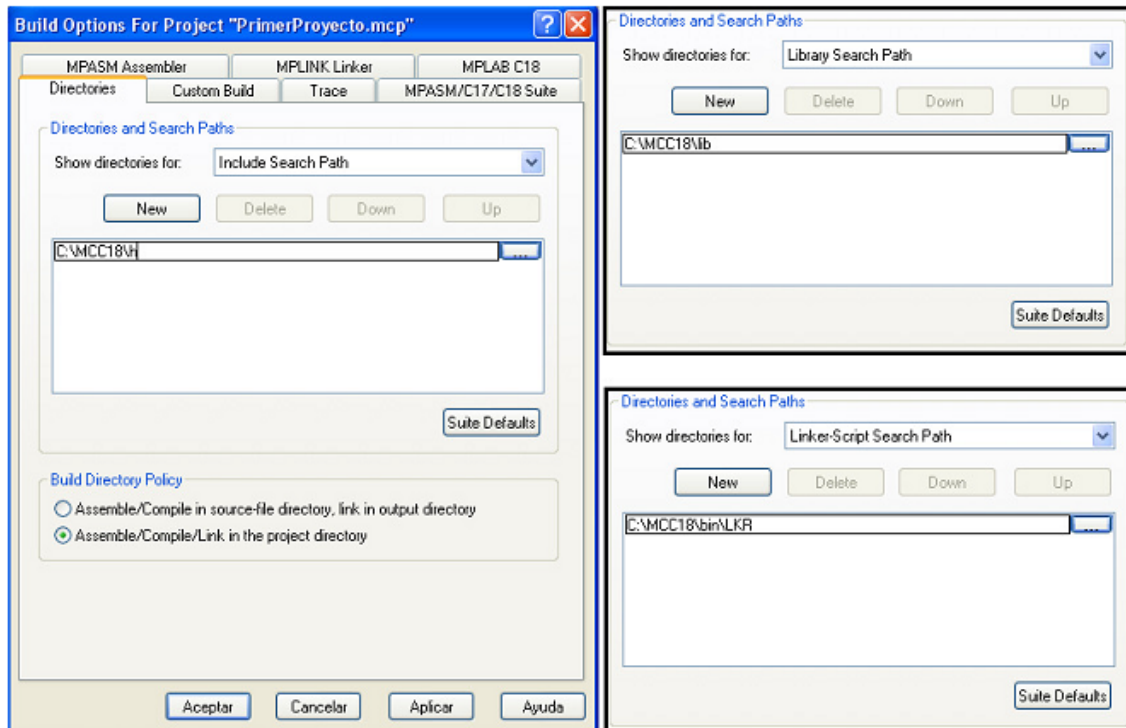 Build Options For Project "PrimerProyecto.mcp"
MPASM Assembler MPLINK Linker MPLAB C18
Directories Custom Build Trace MPASM/C17/C18 Suite
Directories and Search Paths
Show directories for: Include Search Path
New Delete Down Up
C:\MCC18\H
...
Suite Defaults
Build Directory Policy
Assemble/Compile in source-file directory, link in output directory
Assemble/Compile/Link in the project directory
Aceptar Cancelar Aplicar Ayuda
Directories and Search Paths
Show directories for: Library Search Path
New Delete Down Up
C:\MCC18\lib
...
Suite Defaults
Directories and Search Paths
Show directories for: Linker-Script Search Path
New Delete Down Up
C:\MCC18\bin\LKR
...
Suite Defaults